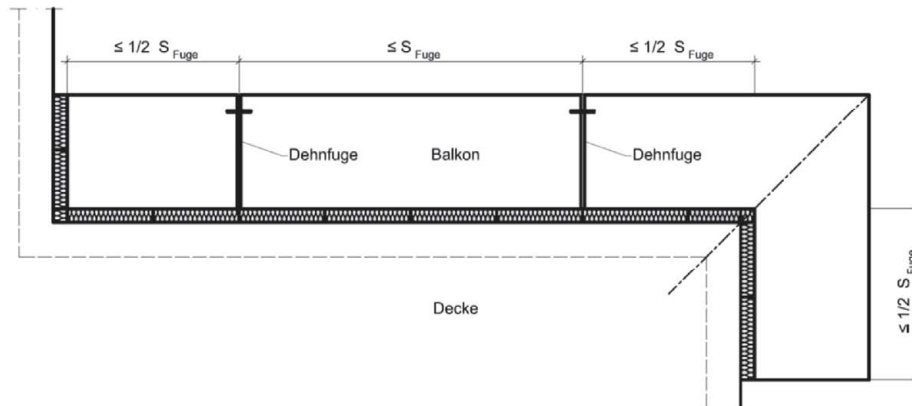 ≤ 1/2 S Fuge
≤ S Fuge
≤ 1/2 S Fuge
Dehnfuge
Balkon
Dehnfuge
Decke
≤ 1/2 S Fuge